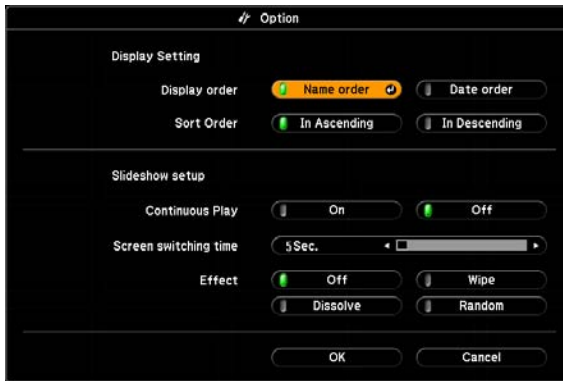 Option
Display Setting
Display order Name order Date order
Sort Order In Ascending In Descending
Slideshow setup
Continuous Play On Off
Screen switching time 5Sec.
Effect Off Wipe
Dissolve Random
OK Cancel